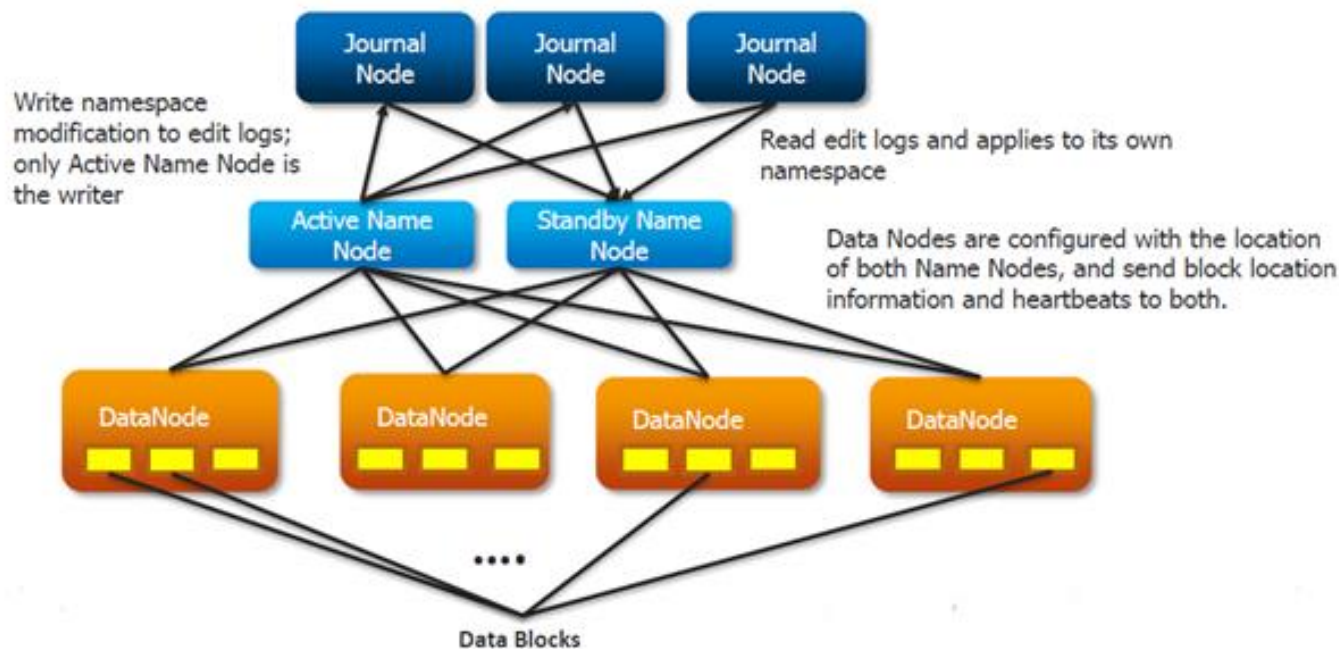 Journal
Node
Journal
Node
Journal
Node
Write namespace
modification to edit logs;
only Active Name Node is
the writer
Read edit logs and applies to its own
namespace
Active Name
Node
Standby Name
Node
Data Nodes are configured with the location
of both Name Nodes, and send block location
information and heartbeats to both.
DataNode
DataNode
DataNode
DataNode
....
Data Blocks